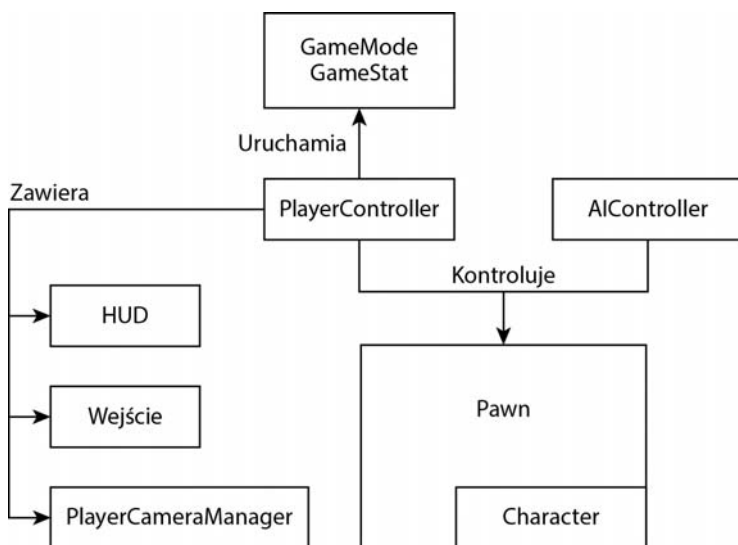 GameMode
GameStat
Uruchamia
Zawiera
PlayerController
AIController
Kontroluje
HUD
Wejście
Pawn
PlayerCameraManager
Character